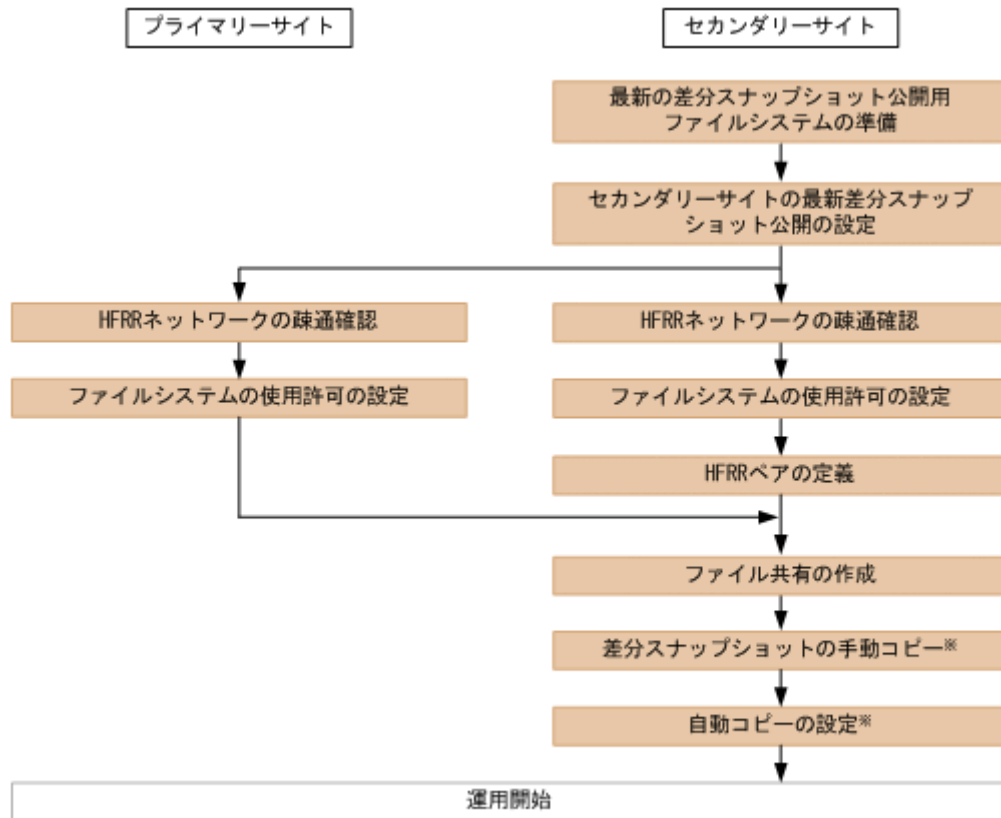 プライマリーサイト
セカンダリーサイト
最新の差分スナップショット公開用
ファイルシステムの準備
セカンダリーサイトの最新差分スナップ
ショット公開の設定
HFRRネットワークの疎通確認
HFRRネットワークの疎通確認
ファイルシステムの使用許可の設定
ファイルシステムの使用許可の設定
HFRRペアの定義
ファイル共有の作成
差分スナップショットの手動コピー※
自動コピーの設定※
運用開始